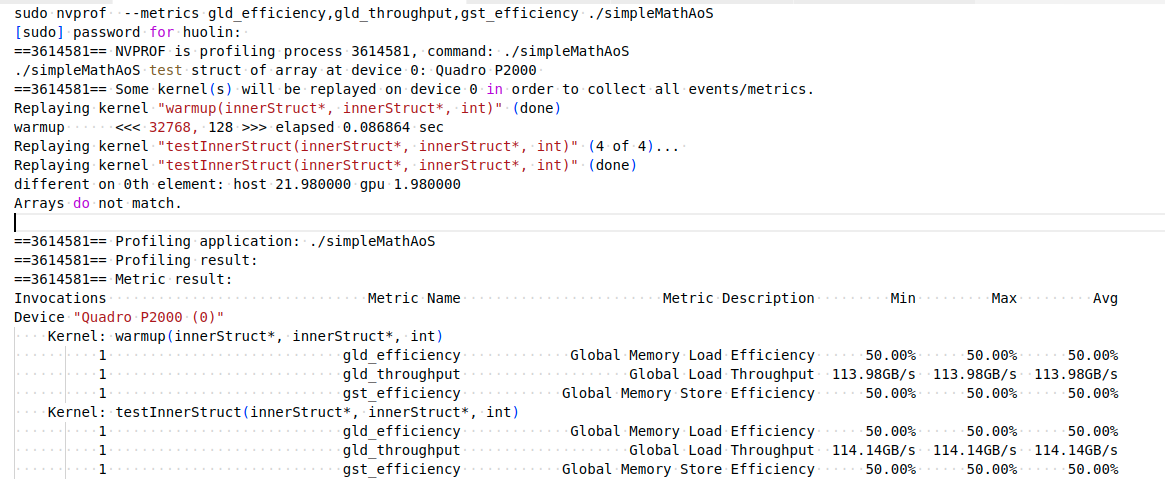 sudo nvprof --metrics gld_efficiency,gld_throughput,gst_efficiency ./simpleMathAoS
[sudo] password for huolin:
==3614581== NVPROF is profiling process 3614581, command: ./simpleMathAoS
./simpleMathAoS test struct of array at device 0: Quadro P2000
==3614581== Some kernel(s) will be replayed on device 0 in order to collect all events/metrics.
Replaying kernel "warmup(innerStruct*, innerStruct*, int)" (done)
warmup <<< 32768, 128 >>> elapsed 0.086864 sec
Replaying kernel "testInnerStruct(innerStruct*, innerStruct*, int)" (4 of 4)...
Replaying kernel "testInnerStruct(innerStruct*, innerStruct*, int)" (done)
different on 0th element: host 21.980000 gpu 1.980000
Arrays do not match.
==3614581== Profiling application: ./simpleMathAoS
==3614581== Profiling result:
==3614581== Metric result:
Invocations Metric Name Metric Description Min Max Avg
Device "Quadro P2000 (0)"
Kernel: warmup(innerStruct*, innerStruct*, int)
1 gld_efficiency Global Memory Load Efficiency 50.00% 50.00% 50.00%
1 gld_throughput Global Load Throughput 113.98GB/s 113.98GB/s 113.98GB/s
1 gst_efficiency Global Memory Store Efficiency 50.00% 50.00% 50.00%
Kernel: testInnerStruct(innerStruct*, innerStruct*, int)
1 gld_efficiency Global Memory Load Efficiency 50.00% 50.00% 50.00%
1 gld_throughput Global Load Throughput 114.14GB/s 114.14GB/s 114.14GB/s
1 gst_efficiency Global Memory Store Efficiency 50.00% 50.00% 50.00%